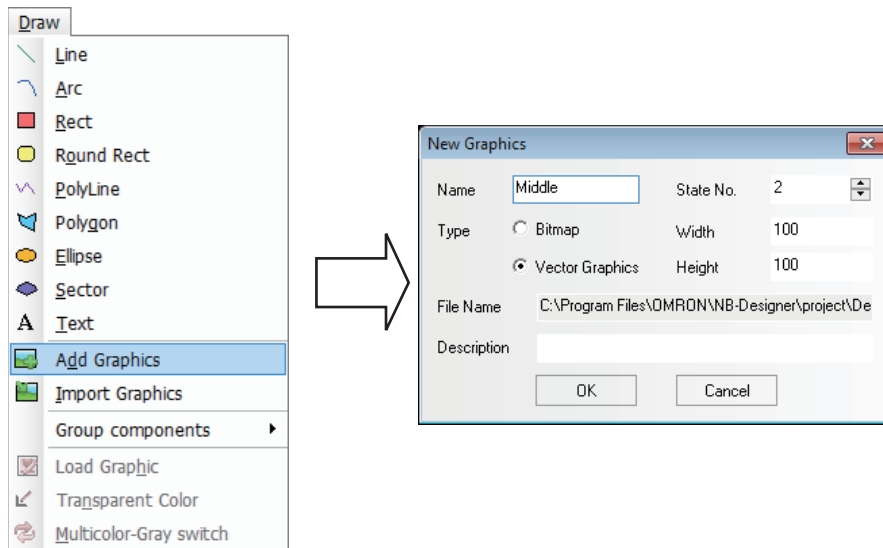 Draw
Line
Arc
Rect
Round Rect
PolyLine
Polygon
Ellipse
Sector
A Text
Add Graphics
Import Graphics
Group components
Load Graphic
Transparent Color
Multicolor-Gray switch
New Graphics
Name Middle State No. 2
Type Bitmap Width 100
Vector Graphics Height 100
File Name C:\Program Files\OMRON\NB-Designer\project\De
Description
OK Cancel